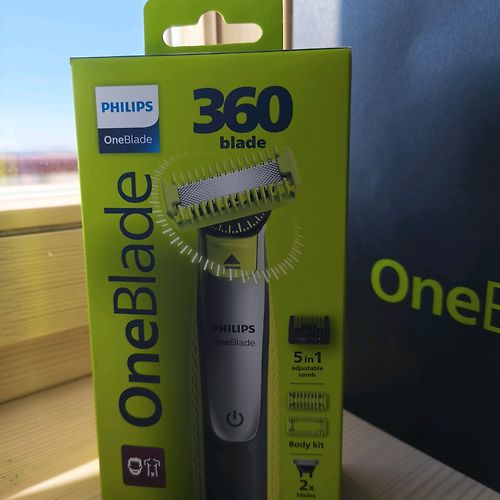 PHILIPS
OneBlade
360
blade
OneBlade
PHILIPS
OneBlade
5 in 1
adjustable
comb
Body kit
2x
blades
OneB